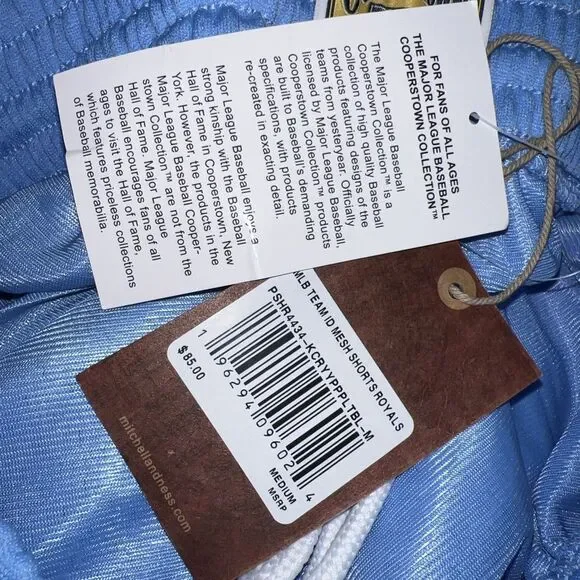 FOR FANS OF ALL AGES
THE MAJOR LEAGUE BASEBALL
COOPERSTOWN COLLECTION™
The Major League Baseball
Cooperstown Collection™ is a
collection of high quality Baseball
products featuring designs of the
teams from yesteryear. Officially
licensed by Major League Baseball,
Cooperstown Collection™ products
are built to Baseball's demanding
specifications, with products
re-created in exacting detail.
Major League Baseball enjoys a
strong kinship with the Baseball
Hall of Fame in Cooperstown, New
York. However, the products in the
Major League Baseball Cooper-
stown Collection™ are not from the
Hall of Fame. Major League
Baseball encourages fans of all
ages to visit the Hall of Fame,
which features priceless collections
of Baseball memorabilia.
MLB TEAM ID MESH SHORTS ROYALS
PSHR4434-KCRYYPPPLTBL-M
1 96294 09602 4
MEDIUM
MSRP
$85.00
mitchellandness.com